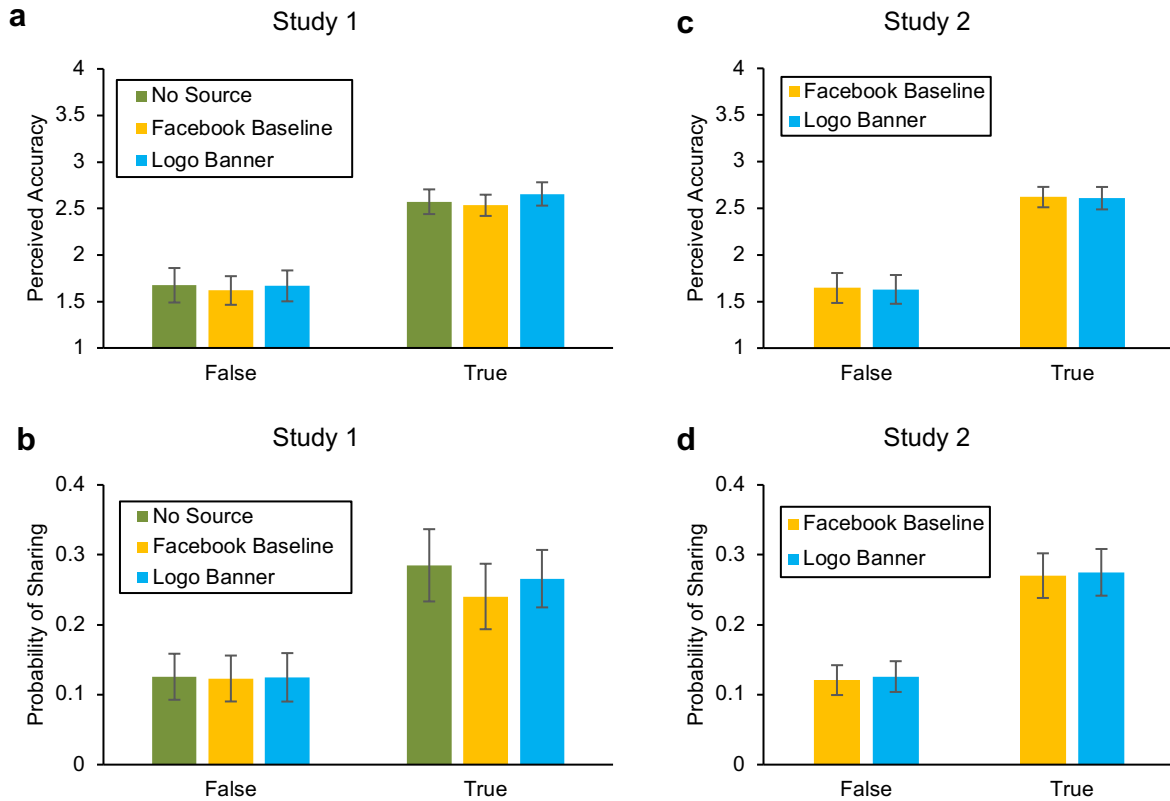 a
Study 1
Perceived Accuracy
4
3.5
3
2.5
2
1.5
1
No Source
Facebook Baseline
Logo Banner
False
True
c
Study 2
Perceived Accuracy
4
3.5
3
2.5
2
1.5
1
Facebook Baseline
Logo Banner
False
True
b
Study 1
Probability of Sharing
0.4
0.3
0.2
0.1
0
No Source
Facebook Baseline
Logo Banner
False
True
d
Study 2
Probability of Sharing
0.4
0.3
0.2
0.1
0
Facebook Baseline
Logo Banner
False
True